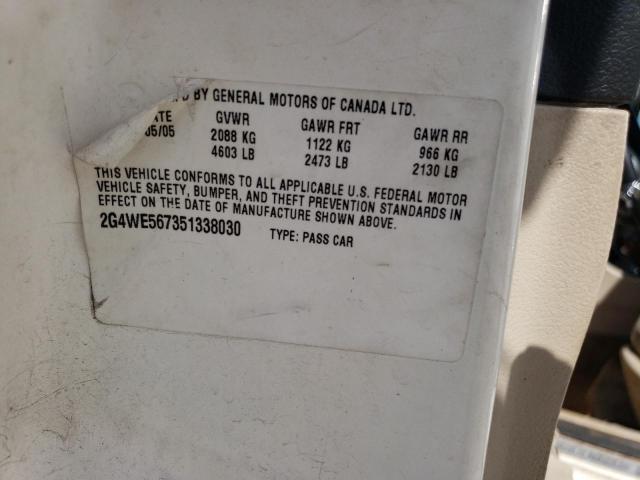 BY GENERAL MOTORS OF CANADA LTD.
GVWR GAWR FRT GAWR RR
05/05 2088 KG 1122 KG 966 KG
4603 LB 2473 LB 2130 LB
THIS VEHICLE CONFORMS TO ALL APPLICABLE U.S. FEDERAL MOTOR
VEHICLE SAFETY, BUMPER, AND THEFT PREVENTION STANDARDS IN
EFFECT ON THE DATE OF MANUFACTURE SHOWN ABOVE.
2G4WE567351338030 TYPE: PASS CAR